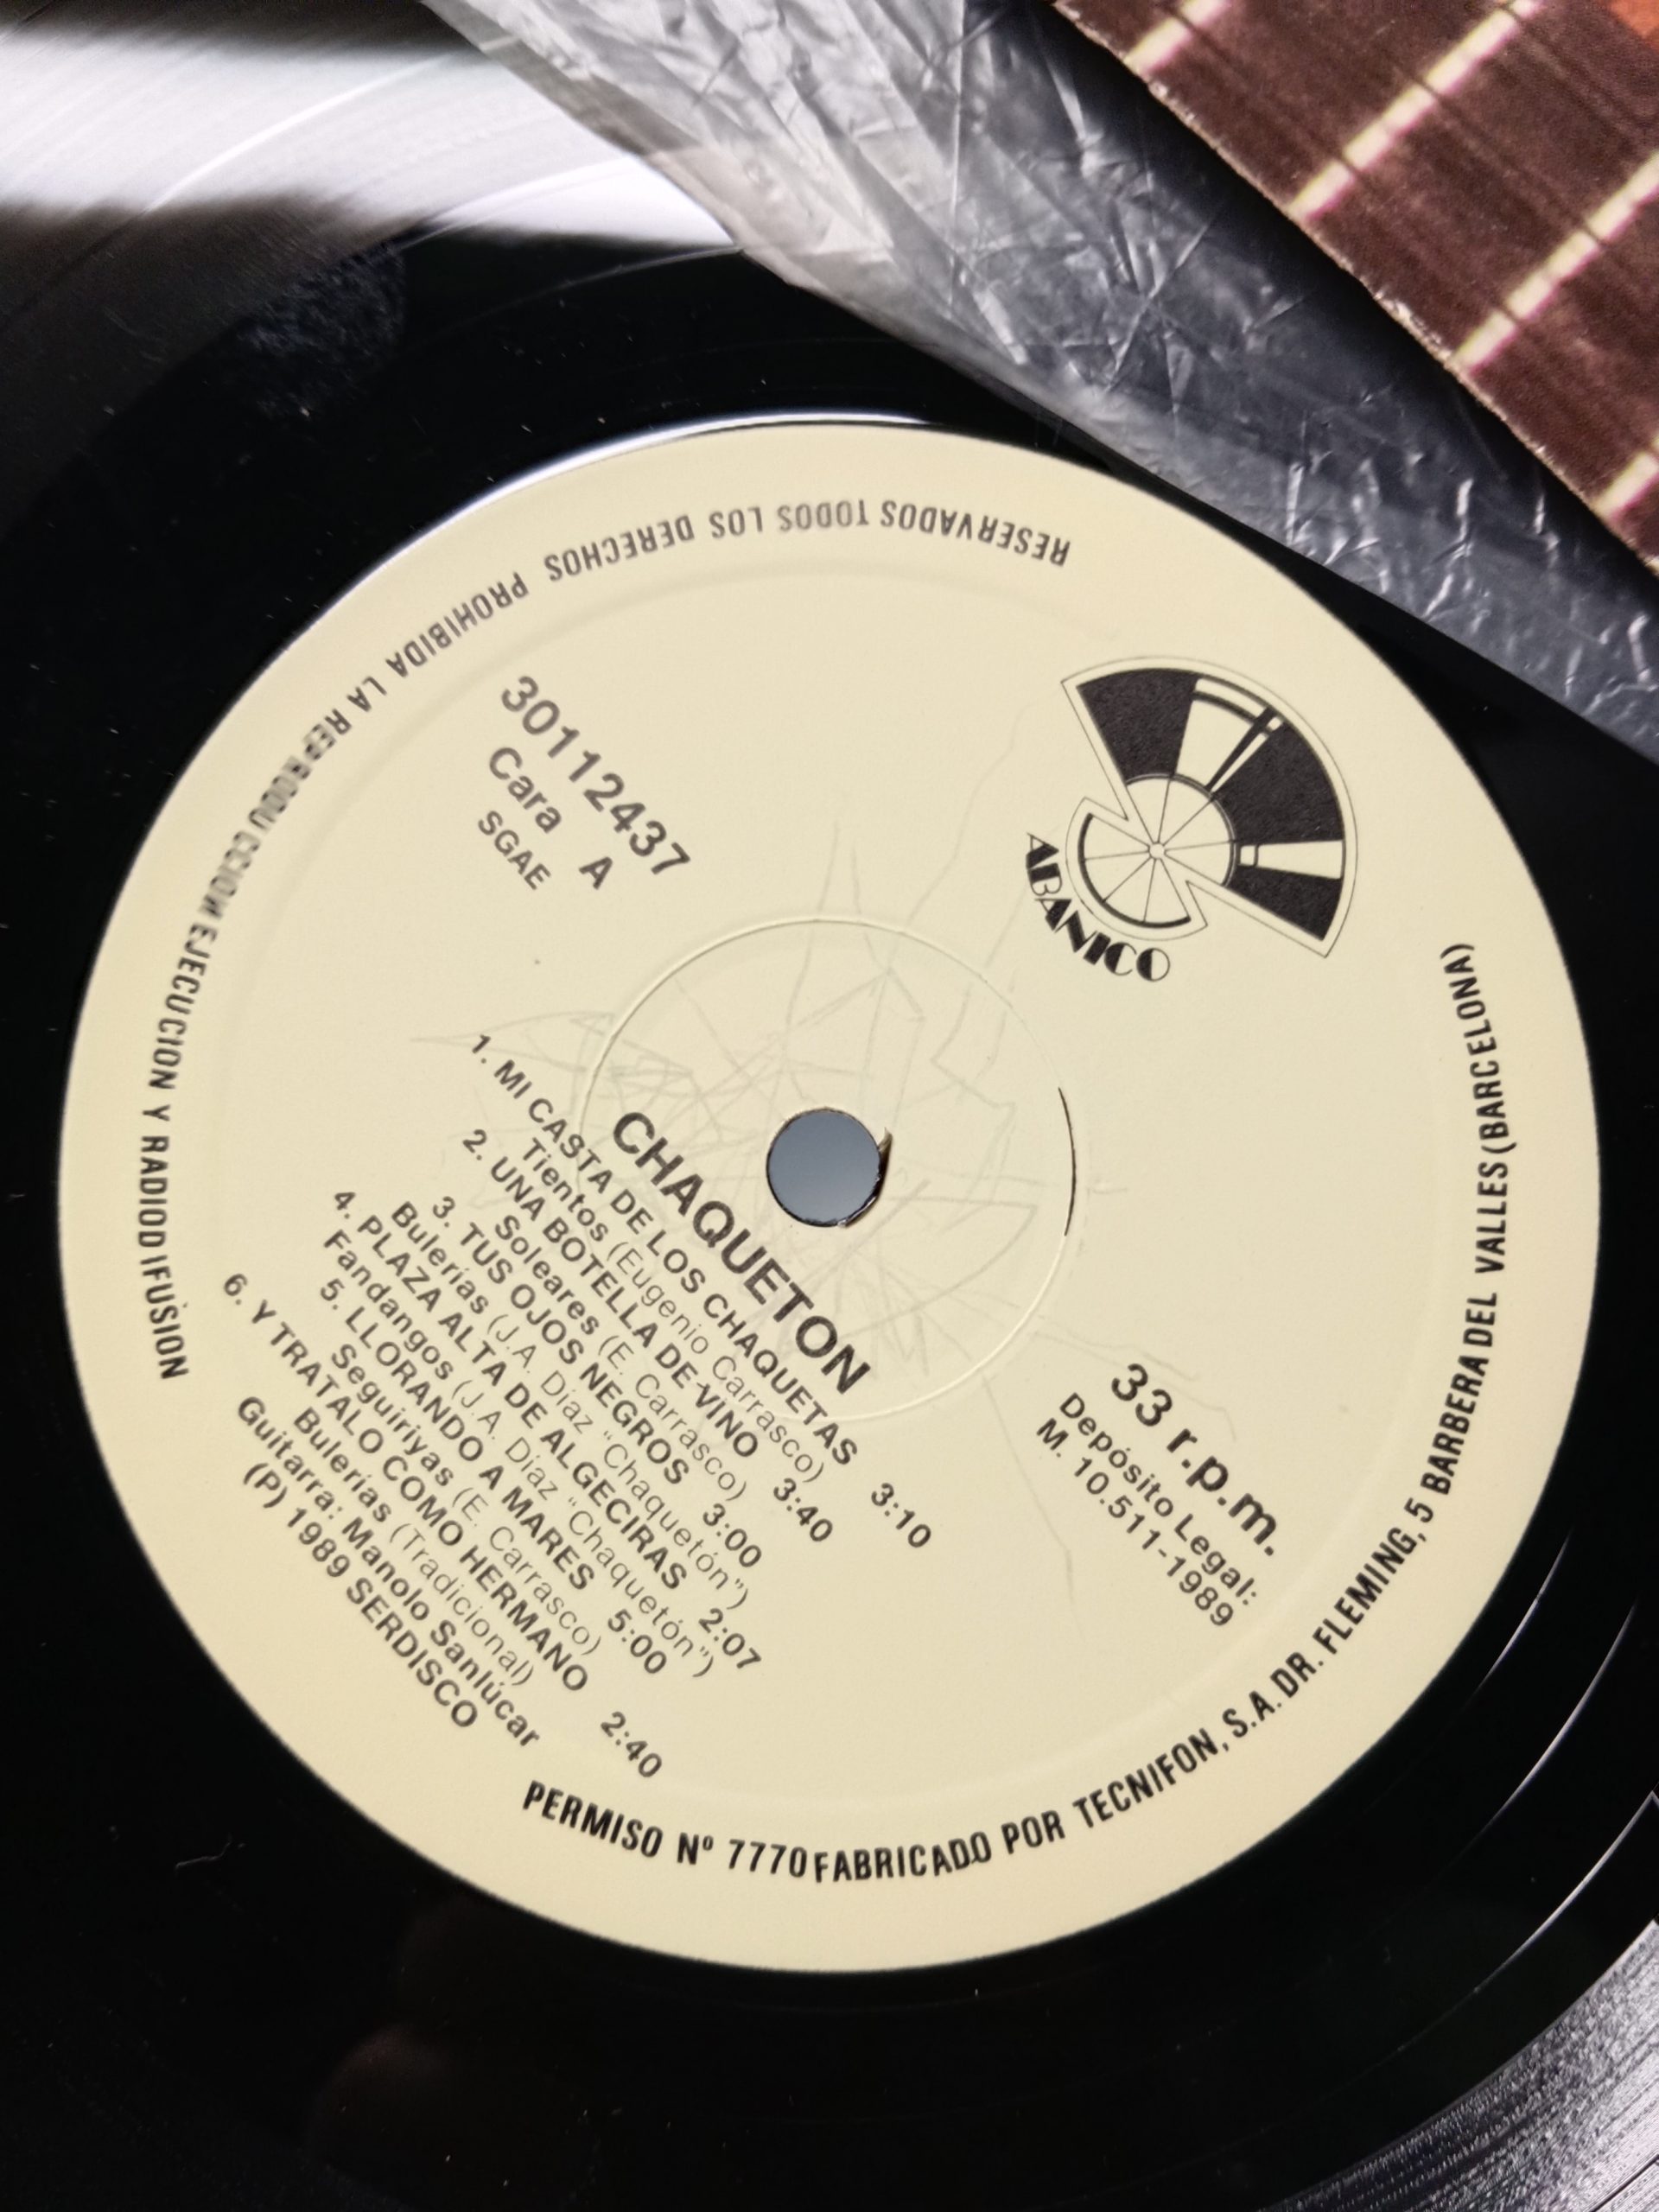 ABANICO
30112437
Cara A
SGAE
33 r.p.m.
Depósito Legal:
M. 10.511-1989
CHAQUETON
1. MI CASTA DE LOS CHAQUETAS 3:10
Tientos (Eugenio Carrasco)
2. UNA BOTELLA DE VINO 3:40
Soleares (E. Carrasco)
3. TUS OJOS NEGROS 3:00
Bulerías (J.A. Díaz "Chaquetón")
4. PLAZA ALTA DE ALGECIRAS 2:07
Fandangos (J.A. Díaz "Chaquetón")
5. LLORANDO A MARES 5:00
Seguiriyas (E. Carrasco)
6. Y TRATALO COMO HERMANO 2:40
Bulerías (Tradicional)
Guitarra: Manolo Sanlúcar
(P) 1989 SERDISCO
RESERVADOS TODOS LOS DERECHOS PROHIBIDA LA REPRODUCCION EJECUCION Y RADIODIFUSION
PERMISO Nº 7770 FABRICADO POR TECNIFON, S.A. DR. FLEMING, 5 BARBERA DEL VALLES (BARCELONA)